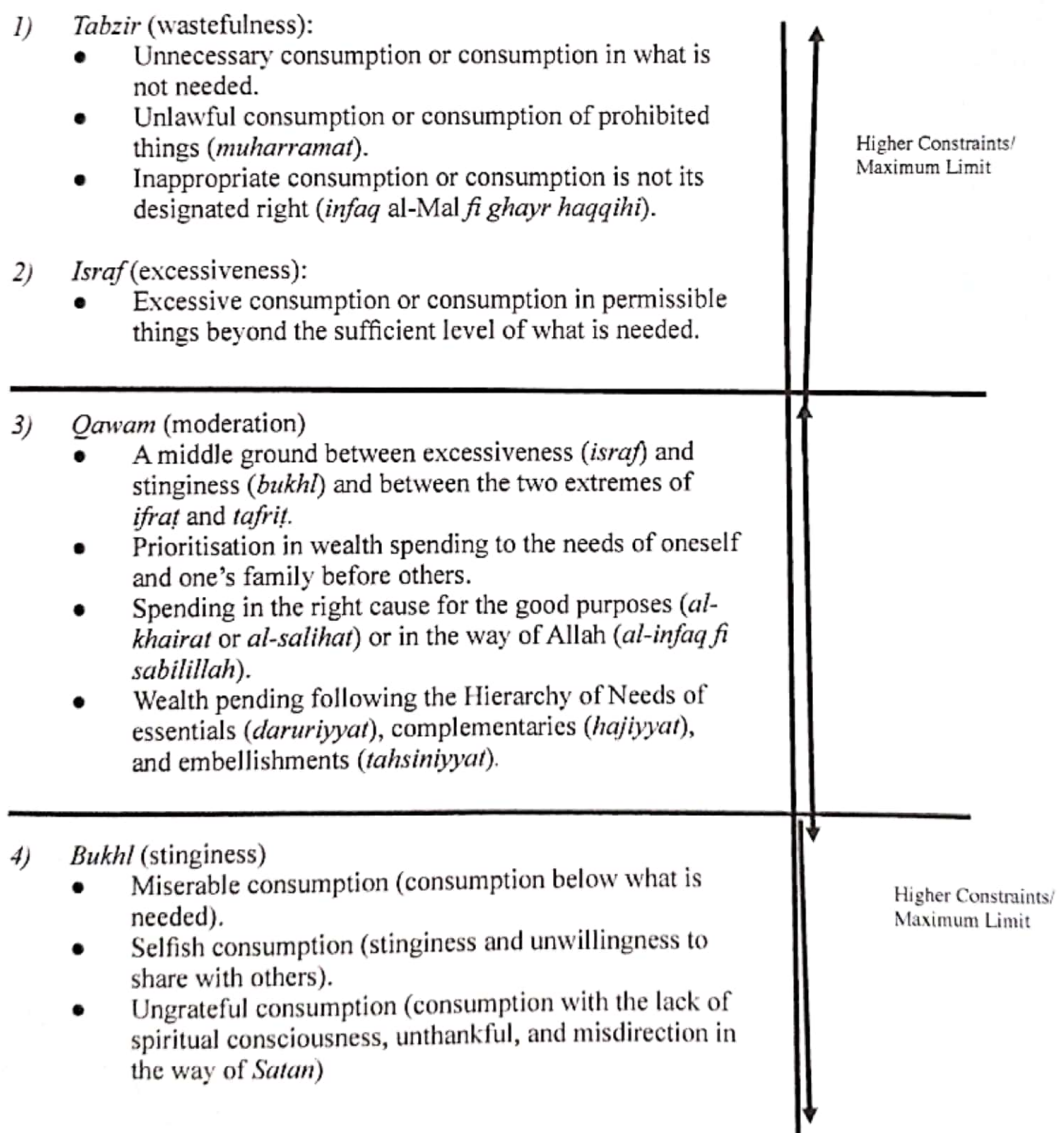 1) Tabzir (wastefulness):
● Unnecessary consumption or consumption in what is
not needed.
● Unlawful consumption or consumption of prohibited
things (muharramat).
● Inappropriate consumption or consumption is not its
designated right (infaq al-Mal fi ghayr haqqihi).
Higher Constraints/
Maximum Limit
2) Israf (excessiveness):
● Excessive consumption or consumption in permissible
things beyond the sufficient level of what is needed.
3) Qawam (moderation)
● A middle ground between excessiveness (israf) and
stinginess (bukhl) and between the two extremes of
ifraṭ and tafriṭ.
● Prioritisation in wealth spending to the needs of oneself
and one's family before others.
● Spending in the right cause for the good purposes (al-
khairat or al-salihat) or in the way of Allah (al-infaq fi
sabilillah).
● Wealth pending following the Hierarchy of Needs of
essentials (daruriyyat), complementaries (hajiyyat),
and embellishments (tahsiniyyat).
4) Bukhl (stinginess)
● Miserable consumption (consumption below what is
needed).
● Selfish consumption (stinginess and unwillingness to
share with others).
● Ungrateful consumption (consumption with the lack of
spiritual consciousness, unthankful, and misdirection in
the way of Satan)
Higher Constraints/
Maximum Limit